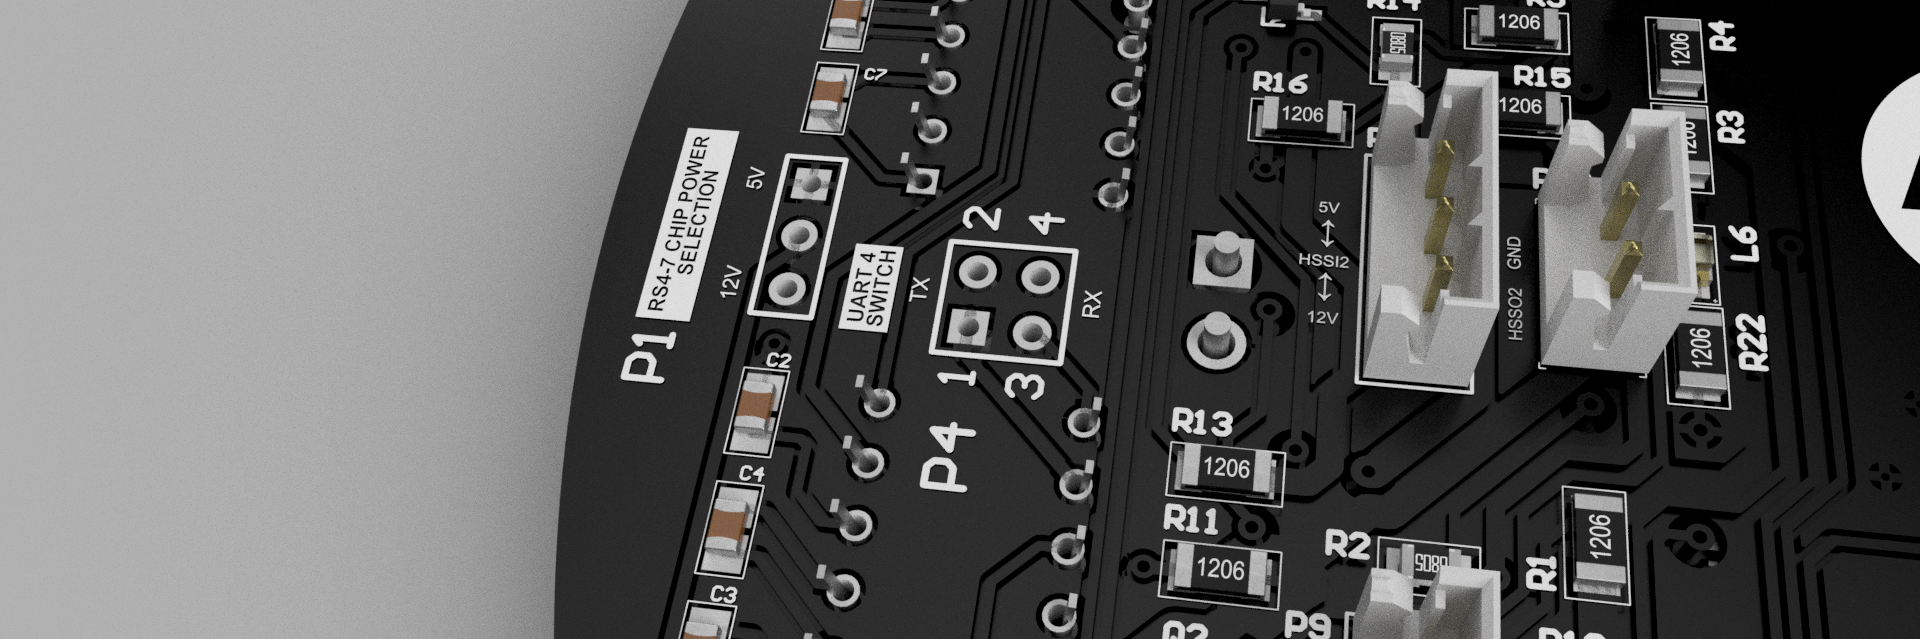 C7
R16
1206
R14
0805
1206
R15
1206
1206
R4
R3
RS4-7 CHIP POWER
SELECTION
5V
12V
P1
UART 4
SWITCH
TX
RX
2
4
1
3
P4
5V
HSSI2
12V
HSSO2 GND
L6
1206
R22
C2
C4
C3
R13
1206
R11
1206
R2
0805
R1
1206
P9